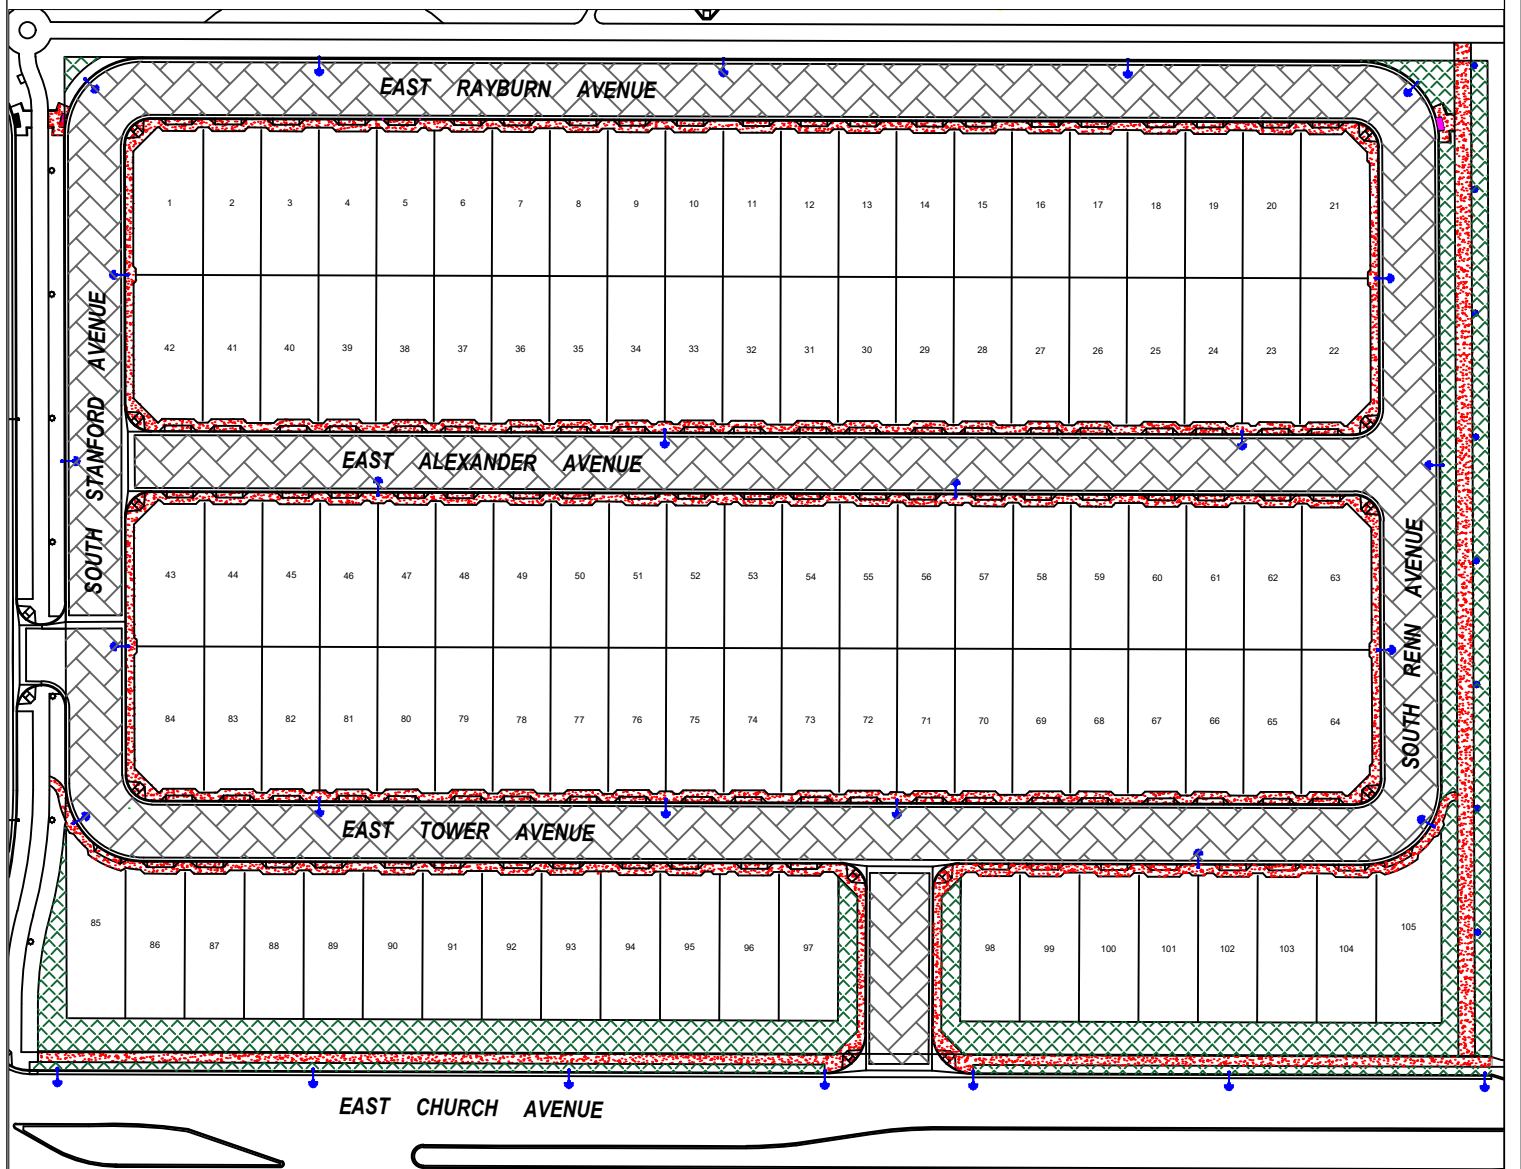 EAST RAYBURN AVENUE
1 2 3 4 5 6 7 8 9 10 11 12 13 14 15 16 17 18 19 20 21
42 41 40 39 38 37 36 35 34 33 32 31 30 29 28 27 26 25 24 23 22
SOUTH STANFORD AVENUE
EAST ALEXANDER AVENUE
43 44 45 46 47 48 49 50 51 52 53 54 55 56 57 58 59 60 61 62 63
SOUTH RENN AVENUE
84 83 82 81 80 79 78 77 76 75 74 73 72 71 70 69 68 67 66 65 64
EAST TOWER AVENUE
85 86 87 88 89 90 91 92 93 94 95 96 97 98 99 100 101 102 103 104 105
EAST CHURCH AVENUE